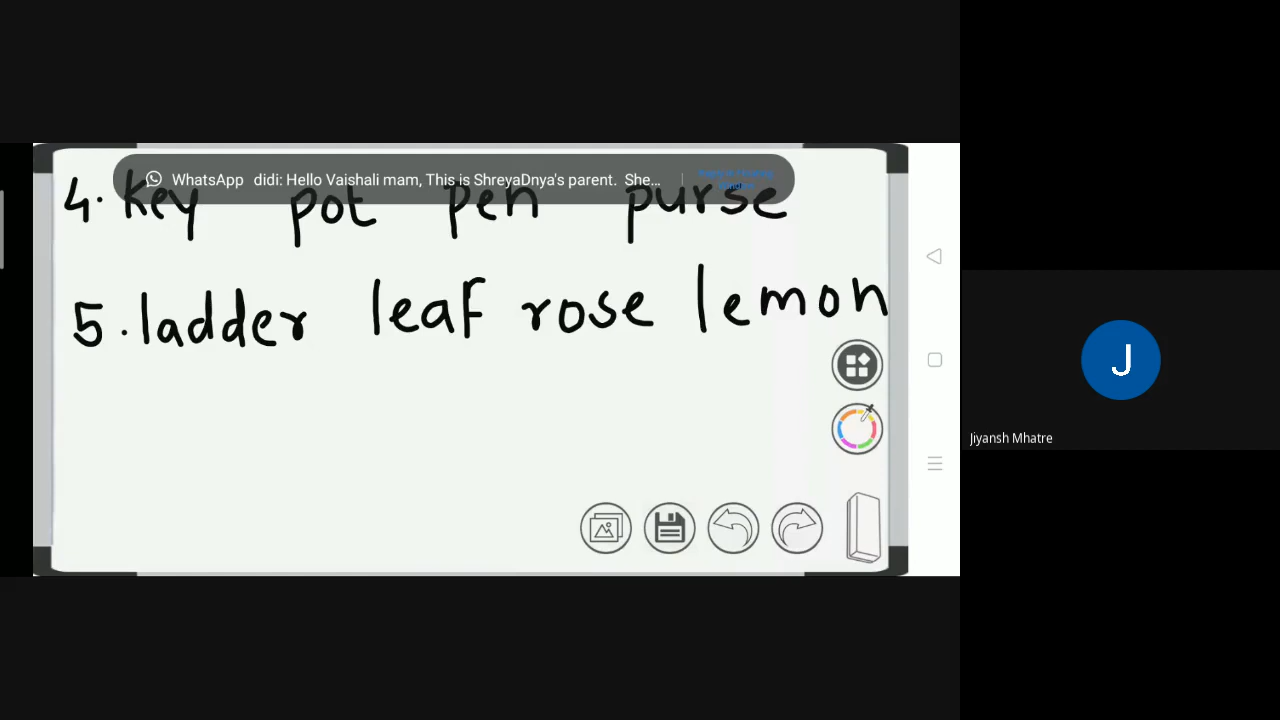 WhatsApp didi: Hello Vaishali mam, This is ShreyaDnya's parent. She...
4. key pot pen purse
5. ladder leaf rose lemon
J
Jiyansh Mhatre